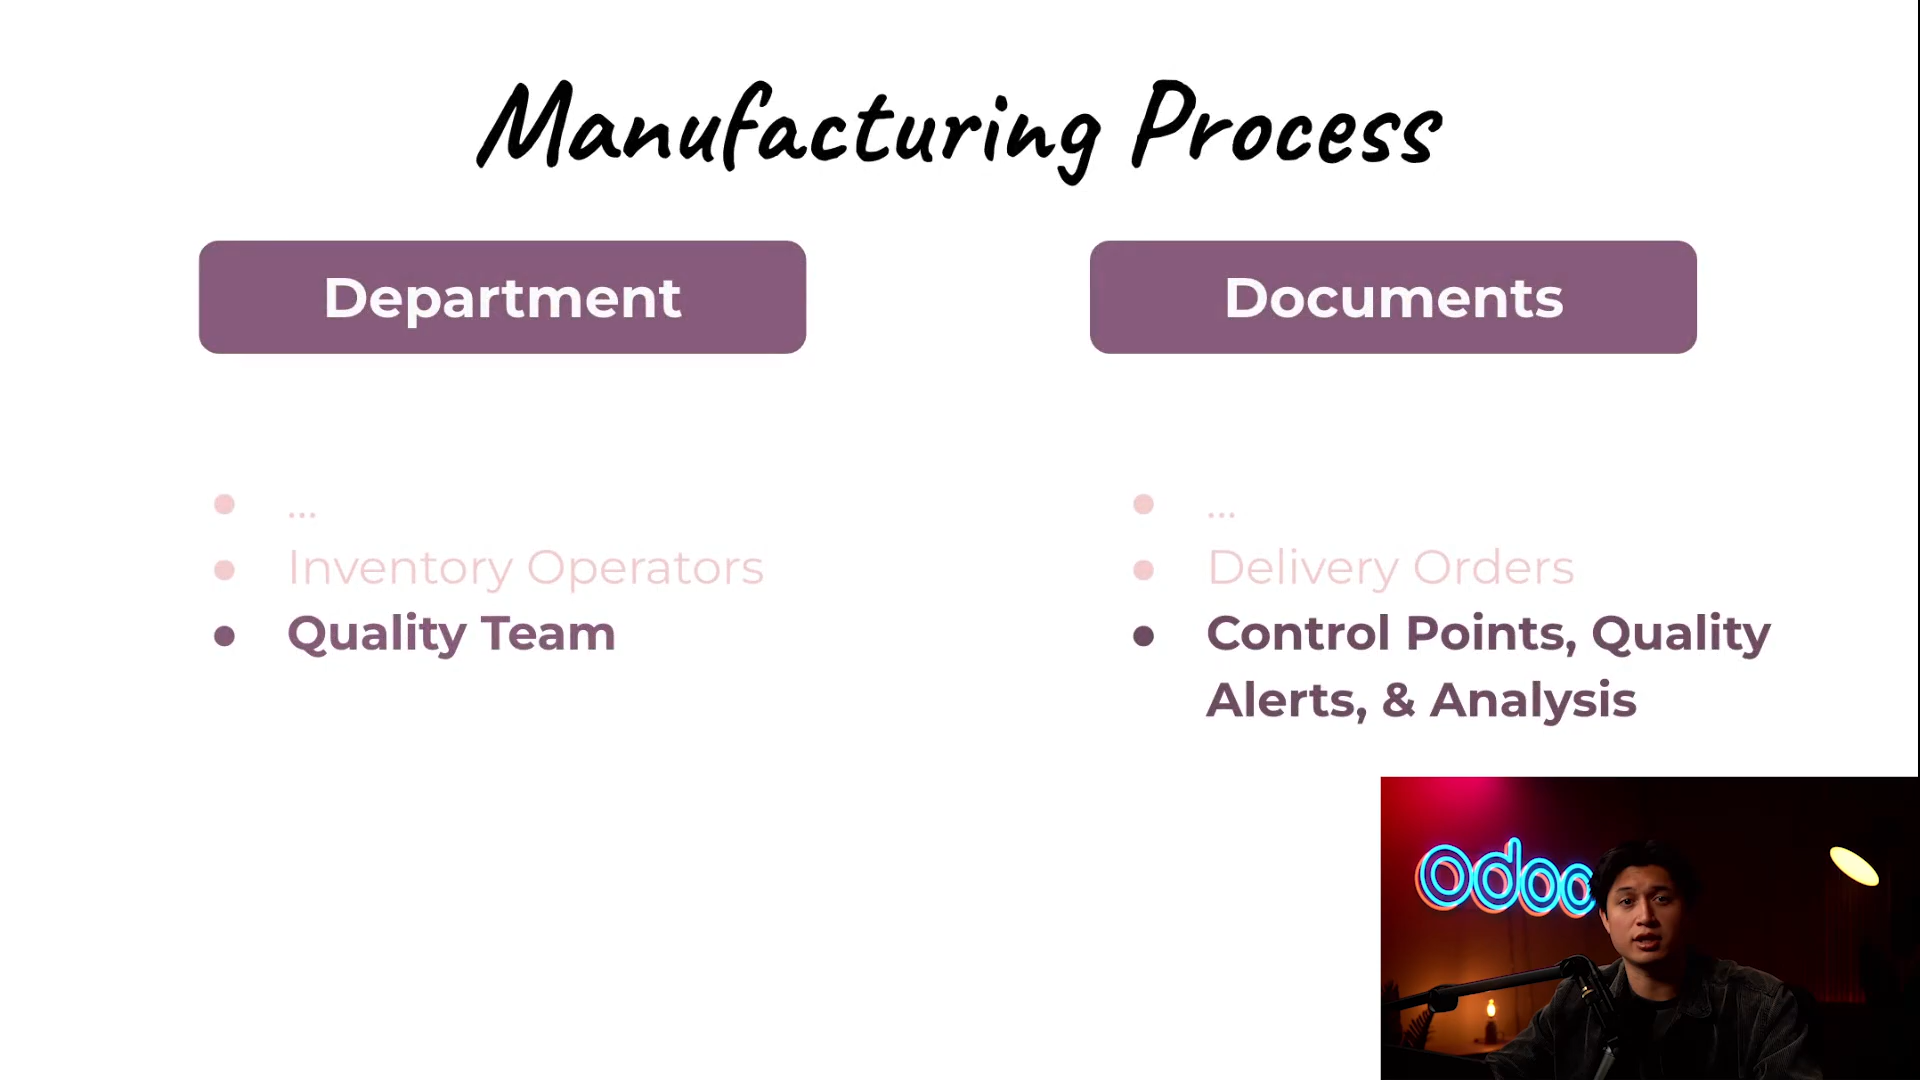 Manufacturing Process
Department
Documents
...
Inventory Operators
Quality Team
...
Delivery Orders
Control Points, Quality
Alerts, & Analysis
odoo